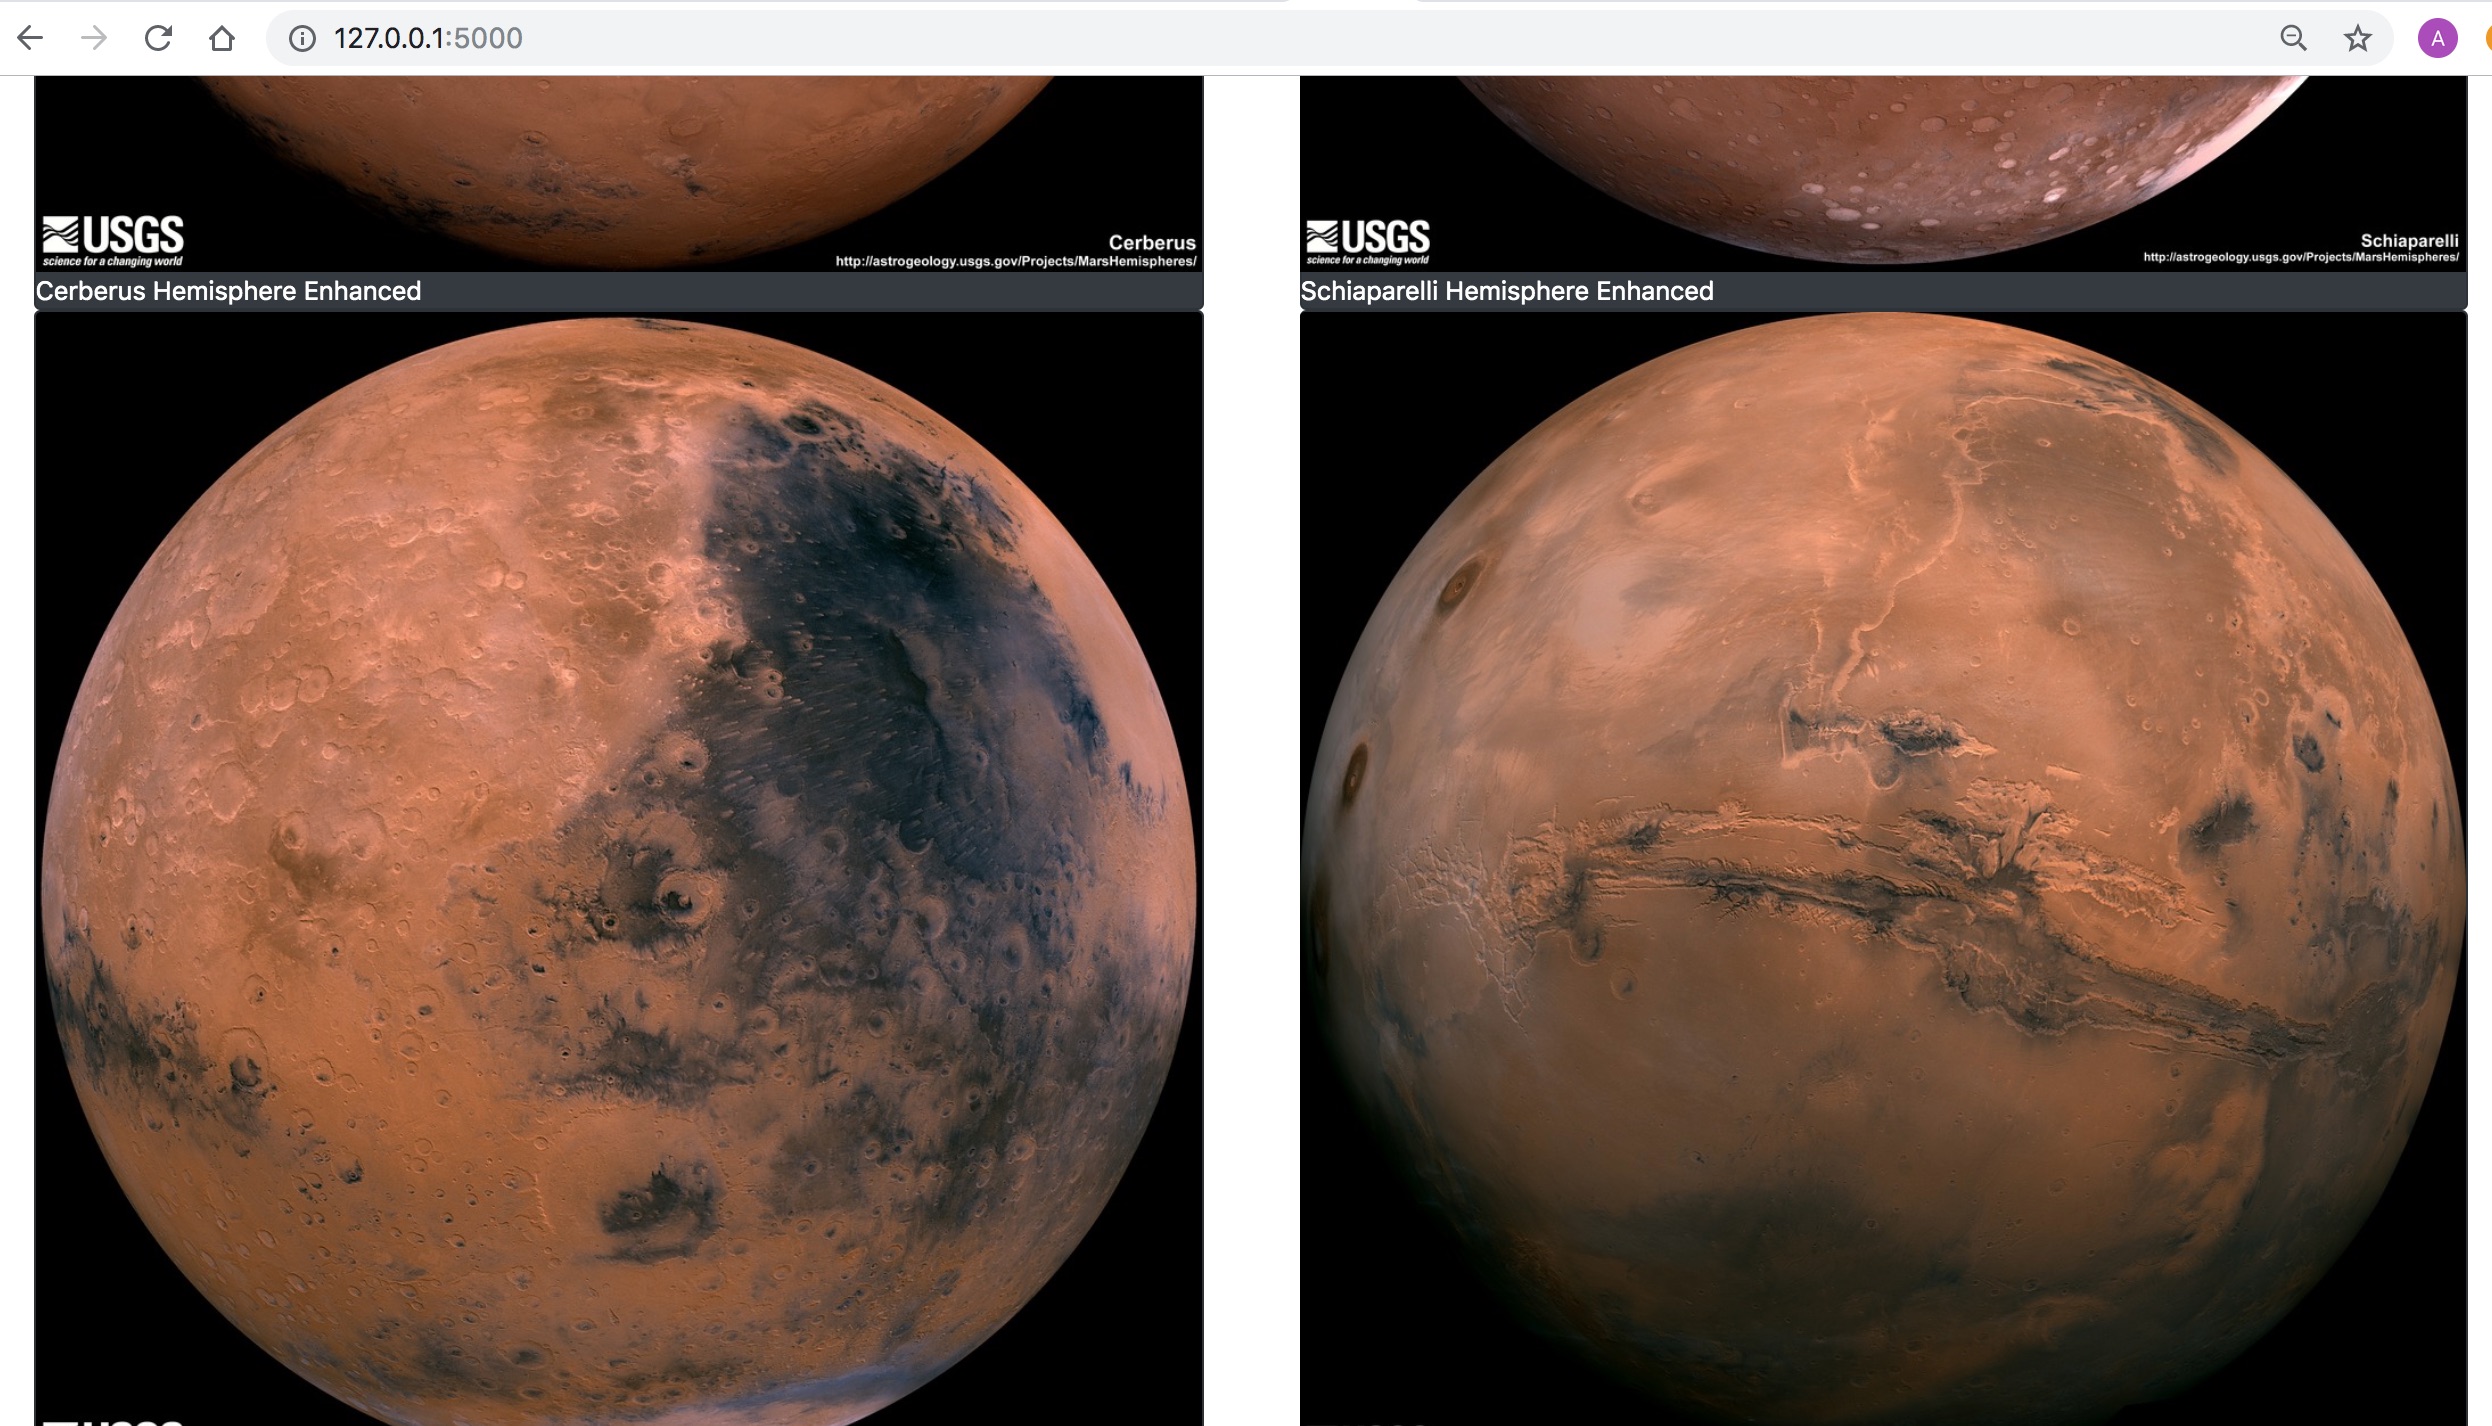 127.0.0.1:5000
A
USGS
science for a changing world
Cerberus
http://astrogeology.usgs.gov/Projects/MarsHemispheres/
Cerberus Hemisphere Enhanced
USGS
science for a changing world
Schiaparelli
http://astrogeology.usgs.gov/Projects/MarsHemispheres/
Schiaparelli Hemisphere Enhanced